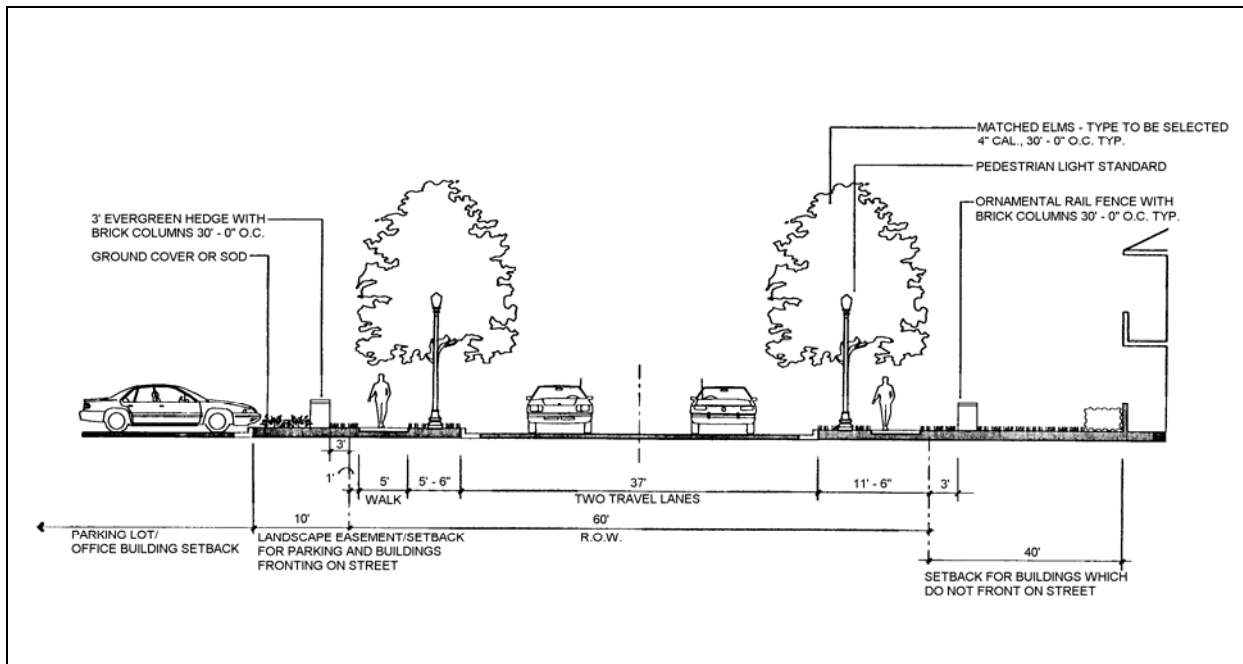 MATCHED ELMS - TYPE TO BE SELECTED
4" CAL., 30' - 0" O.C. TYP.
PEDESTRIAN LIGHT STANDARD
ORNAMENTAL RAIL FENCE WITH
BRICK COLUMNS 30' - 0" O.C. TYP.
3' EVERGREEN HEDGE WITH
BRICK COLUMNS 30' - 0" O.C.
GROUND COVER OR SOD
3'
1'
5'
WALK
5' - 6"
37'
TWO TRAVEL LANES
11' - 6"
3'
10'
60'
R.O.W.
PARKING LOT/
OFFICE BUILDING SETBACK
LANDSCAPE EASEMENT/SETBACK
FOR PARKING AND BUILDINGS
FRONTING ON STREET
40'
SETBACK FOR BUILDINGS WHICH
DO NOT FRONT ON STREET